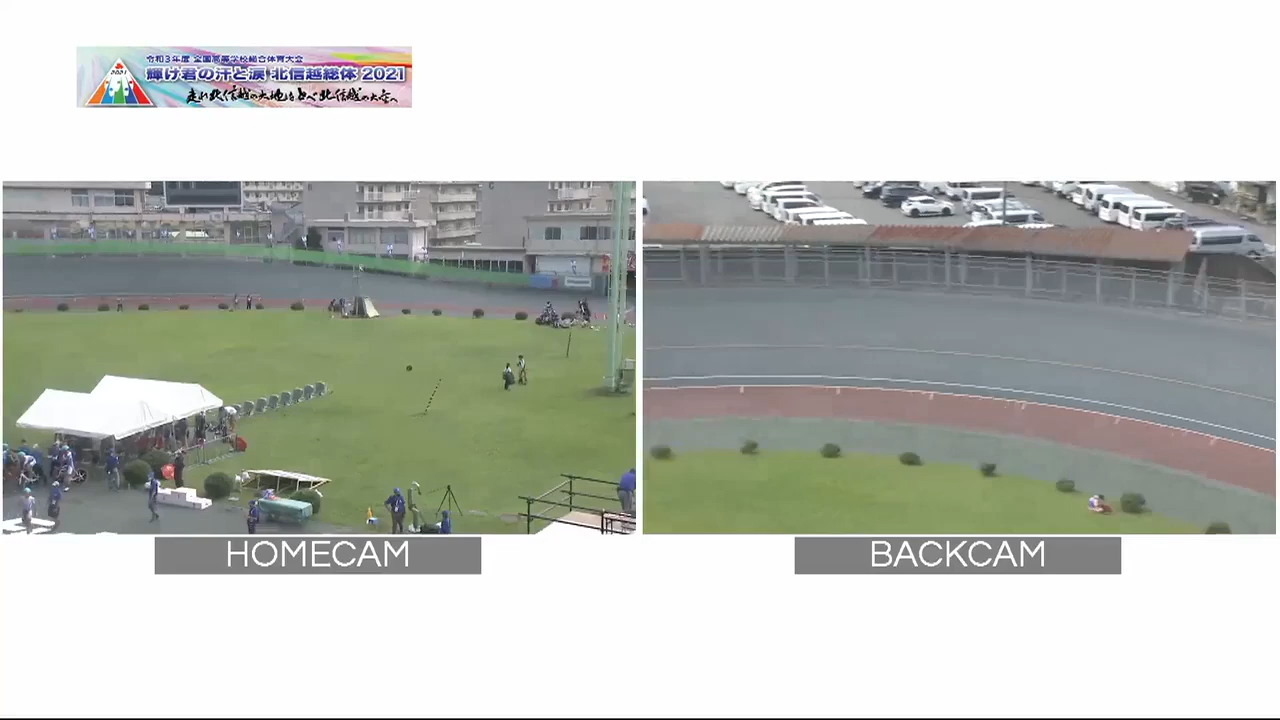 令和3年度 全国高等学校総合体育大会
輝け君の汗と涙 北信越総体 2021
2021
走れ北信越の大地を とべ北信越の大空へ
HOMECAM
BACKCAM